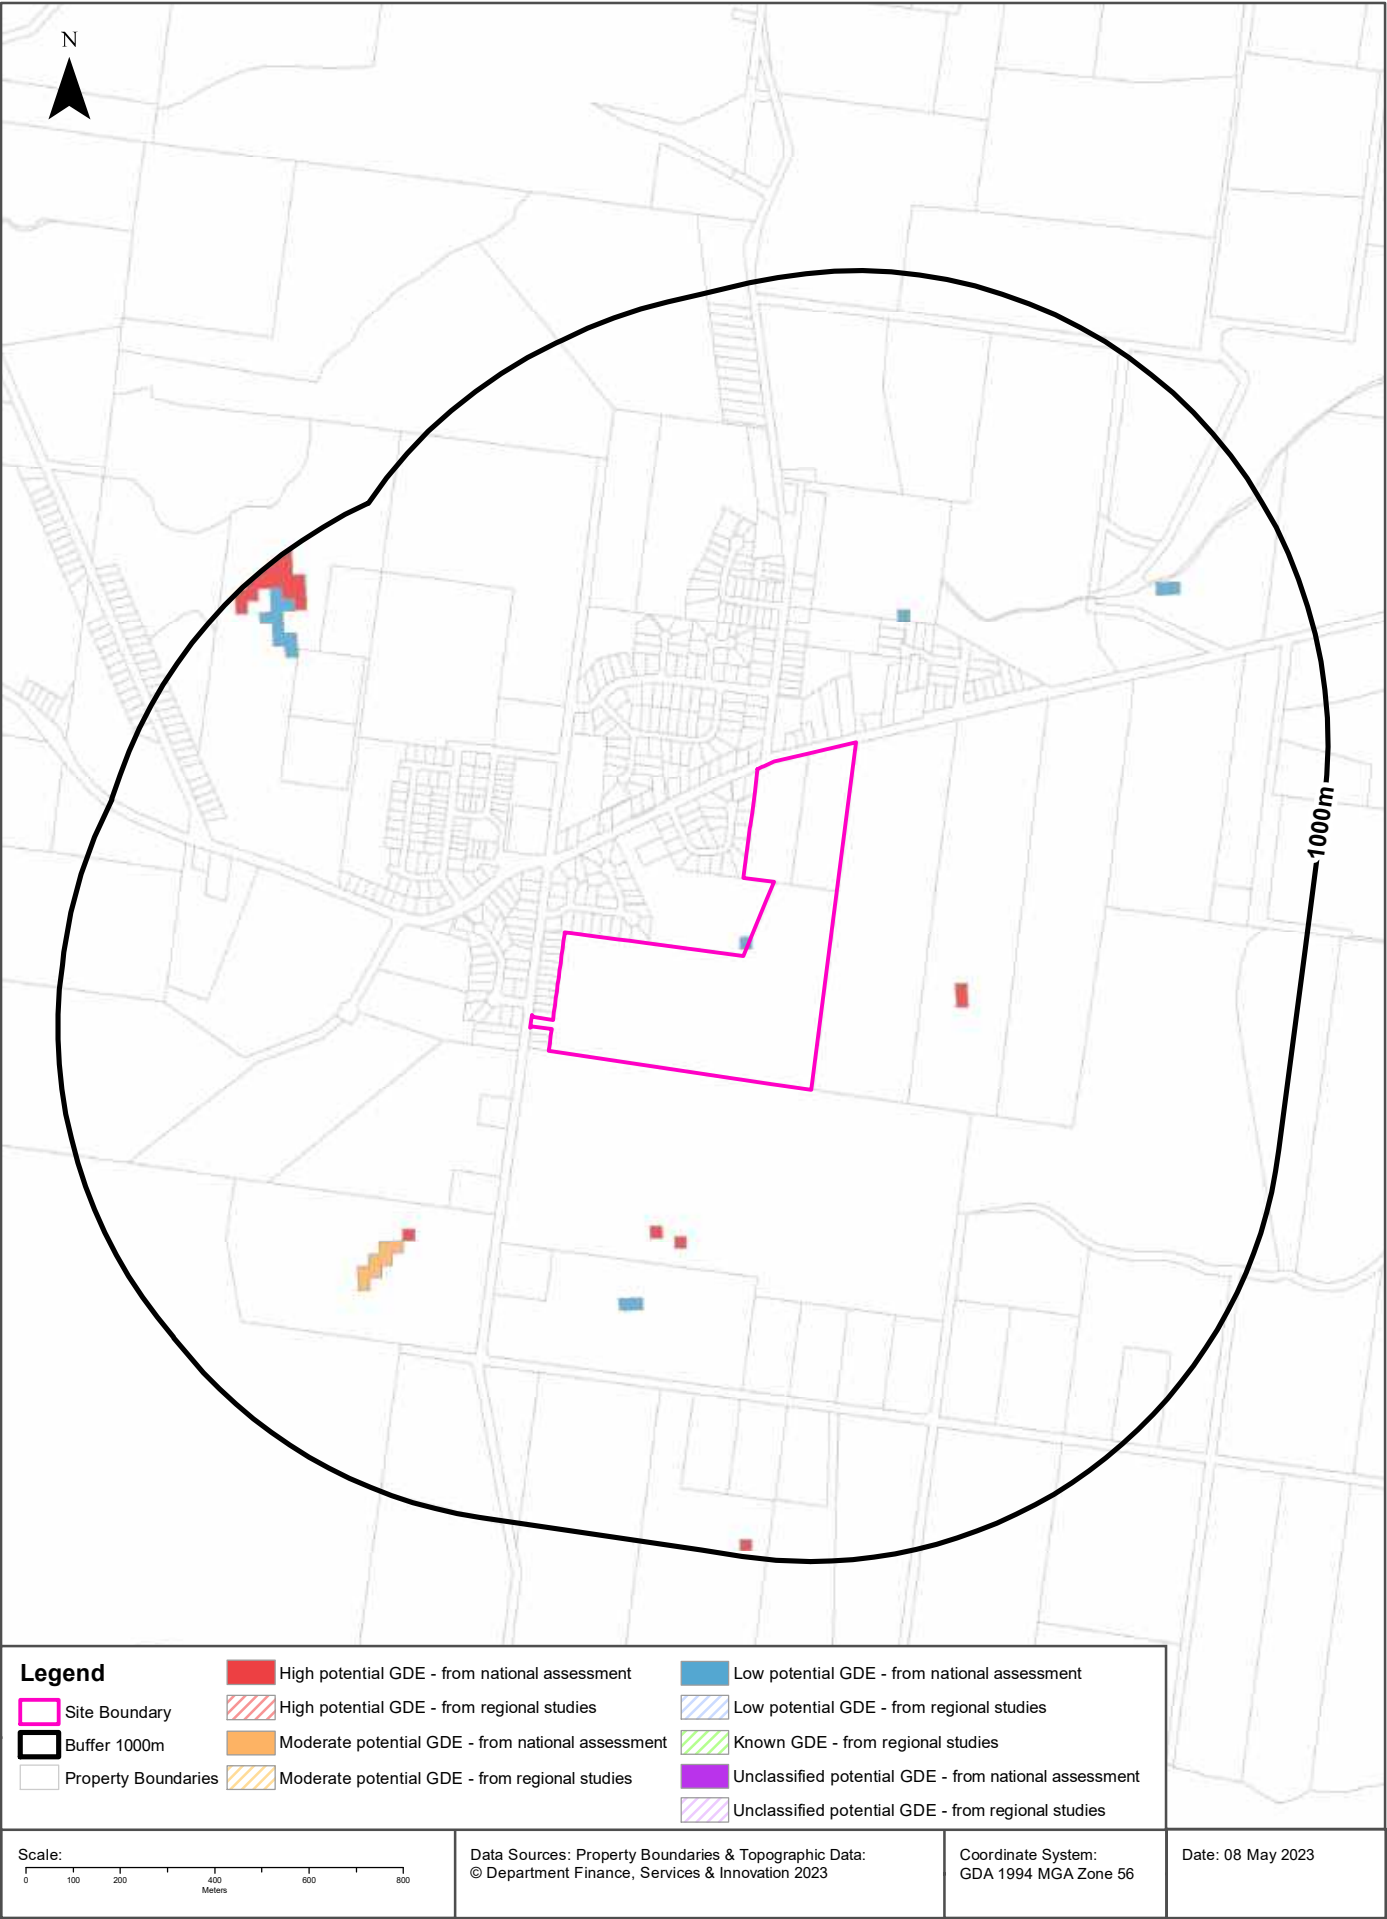 N
1000m
Legend
Site Boundary
Buffer 1000m
Property Boundaries
High potential GDE - from national assessment
High potential GDE - from regional studies
Moderate potential GDE - from national assessment
Moderate potential GDE - from regional studies
Low potential GDE - from national assessment
Low potential GDE - from regional studies
Known GDE - from regional studies
Unclassified potential GDE - from national assessment
Unclassified potential GDE - from regional studies
Scale:
0 100 200 400 600 800
Meters
Data Sources: Property Boundaries & Topographic Data:
© Department Finance, Services & Innovation 2023
Coordinate System:
GDA 1994 MGA Zone 56
Date: 08 May 2023